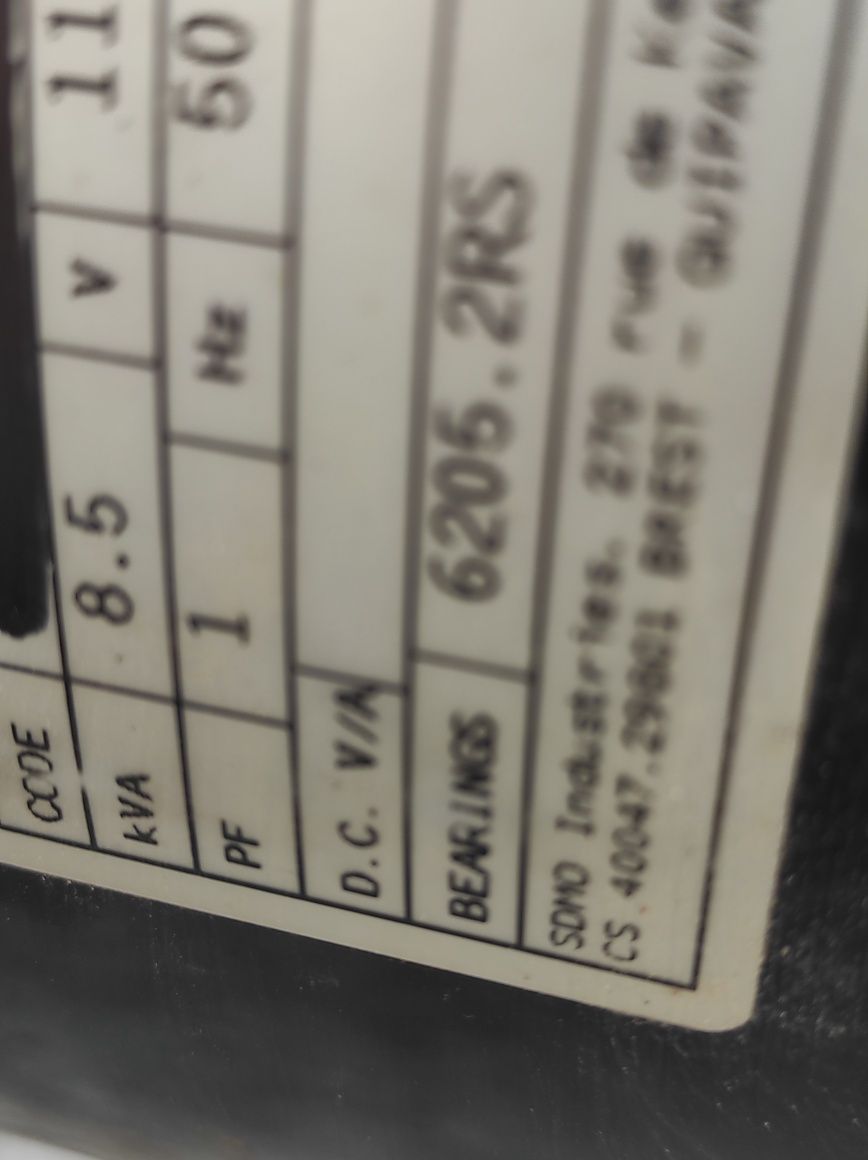 CODE
kVA 8.5 V 11
PF 1 Hz 50
D.C. V/A
BEARINGS 6205.2RS
SDMO Industries. 270 rue de
CS 40047.29801 BREST -